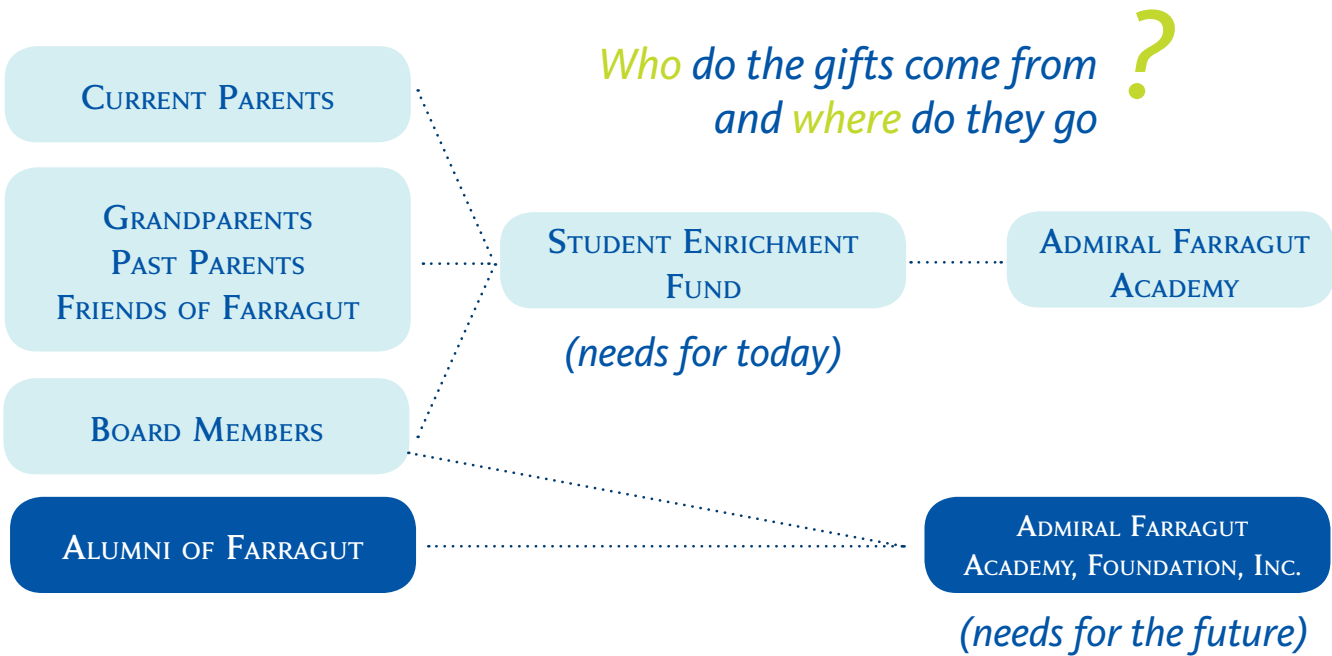 Who do the gifts come from
and where do they go
?
Current Parents
Grandparents
Past Parents
Friends of Farragut
Board Members
Alumni of Farragut
Student Enrichment
Fund
(needs for today)
Admiral Farragut
Academy
Admiral Farragut
Academy, Foundation, Inc.
(needs for the future)